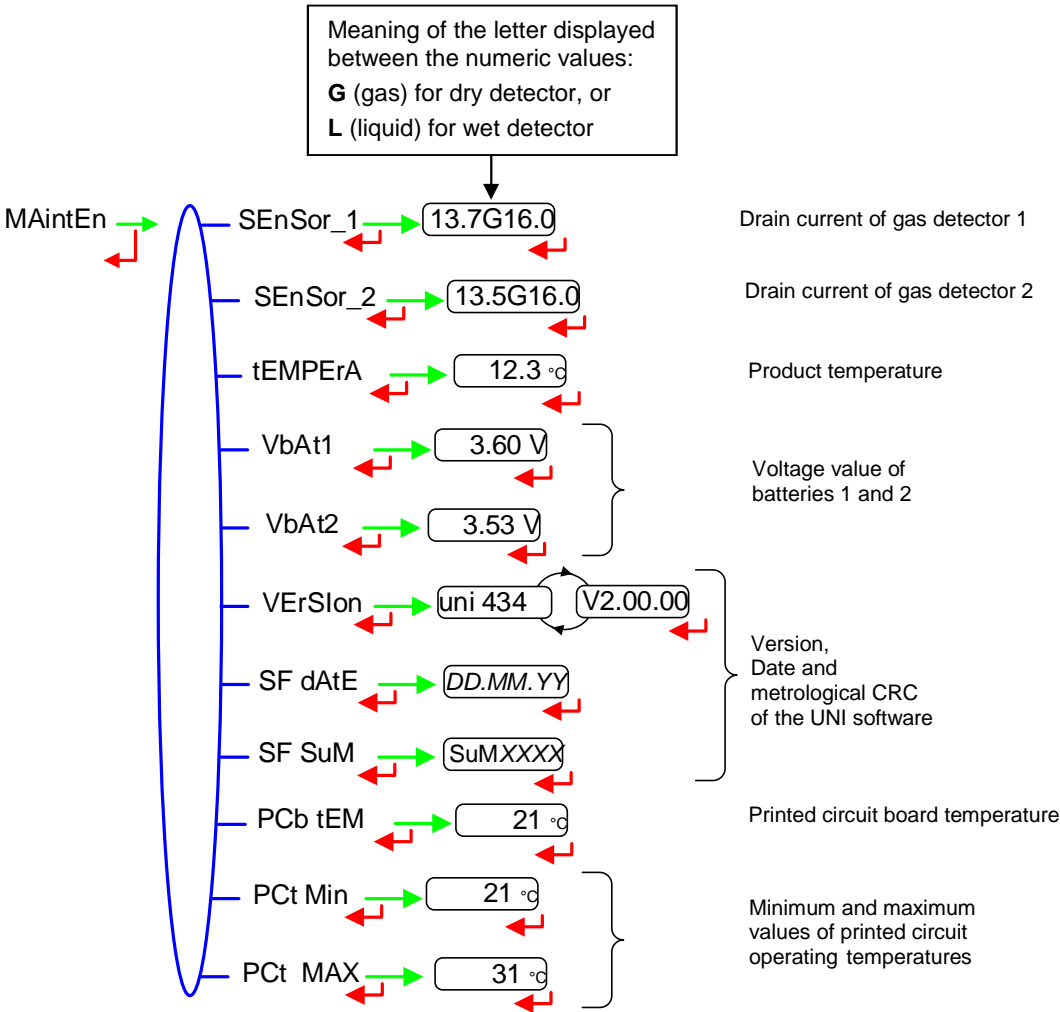 Meaning of the letter displayed
between the numeric values:
G (gas) for dry detector, or
L (liquid) for wet detector
MAintEn
SEnSor_1 13.7G16.0 Drain current of gas detector 1
SEnSor_2 13.5G16.0 Drain current of gas detector 2
tEMPErA 12.3 °C Product temperature
VbAt1 3.60 V
Voltage value of
batteries 1 and 2
VbAt2 3.53 V
VErSIon uni 434 V2.00.00
Version,
Date and
metrological CRC
of the UNI software
SF dAtE DD.MM.YY
SF SuM SuMXXXX
PCb tEM 21 °C Printed circuit board temperature
PCt Min 21 °C
Minimum and maximum
values of printed circuit
operating temperatures
PCt MAX 31 °C